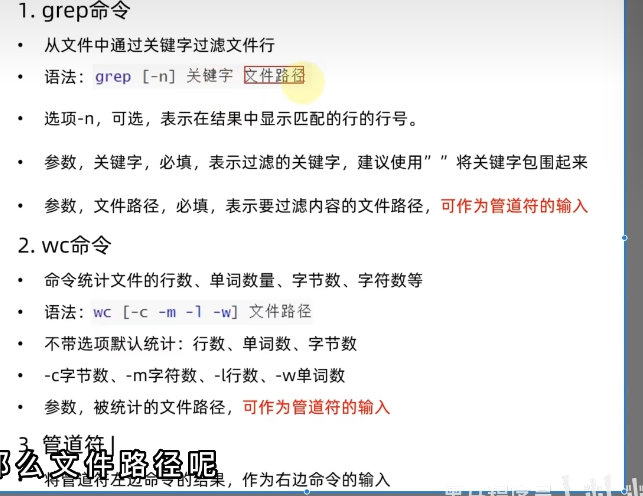 1. grep命令
• 从文件中通过关键字过滤文件行
• 语法：grep [-n] 关键字 文件路径
• 选项-n，可选，表示在结果中显示匹配的行的行号。
• 参数，关键字，必填，表示过滤的关键字，建议使用””将关键字包围起来
• 参数，文件路径，必填，表示要过滤内容的文件路径，可作为管道符的输入
2. wc命令
• 命令统计文件的行数、单词数量、字节数、字符数等
• 语法：wc [-c -m -l -w] 文件路径
• 不带选项默认统计：行数、单词数、字节数
• -c字节数、-m字符数、-l行数、-w单词数
• 参数，被统计的文件路径，可作为管道符的输入
3. 管道符|
那么文件路径呢
将管道符左边命令的结果，作为右边命令的输入